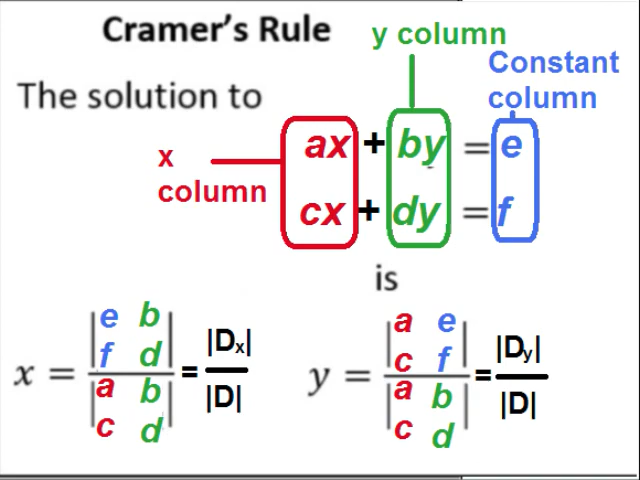 Cramer's Rule
y column
Constant
column
The solution to
x
column
ax + by = e
cx + dy = f
is
x = |e b| / |a b| = |Dx| / |D|
|f d| / |c d|
y = |a e| / |a b| = |Dy| / |D|
|c f| / |c d|